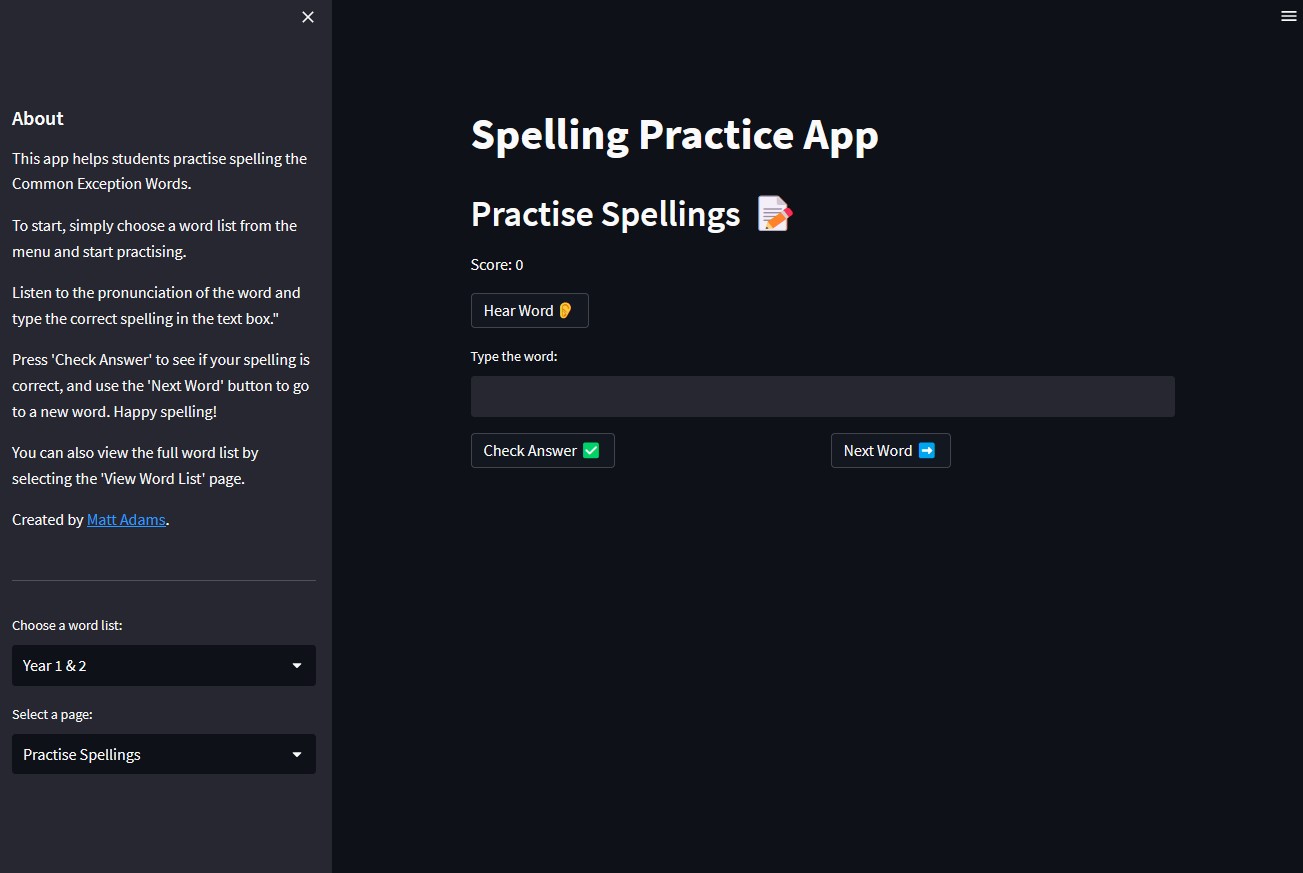 About
This app helps students practise spelling the
Common Exception Words.
To start, simply choose a word list from the
menu and start practising.
Listen to the pronunciation of the word and
type the correct spelling in the text box."
Press 'Check Answer' to see if your spelling is
correct, and use the 'Next Word' button to go
to a new word. Happy spelling!
You can also view the full word list by
selecting the 'View Word List' page.
Created by Matt Adams.
Choose a word list:
Year 1 & 2
Select a page:
Practise Spellings
Spelling Practice App
Practise Spellings 📝
Score: 0
Hear Word 👂
Type the word:
Check Answer ✅
Next Word ➡️